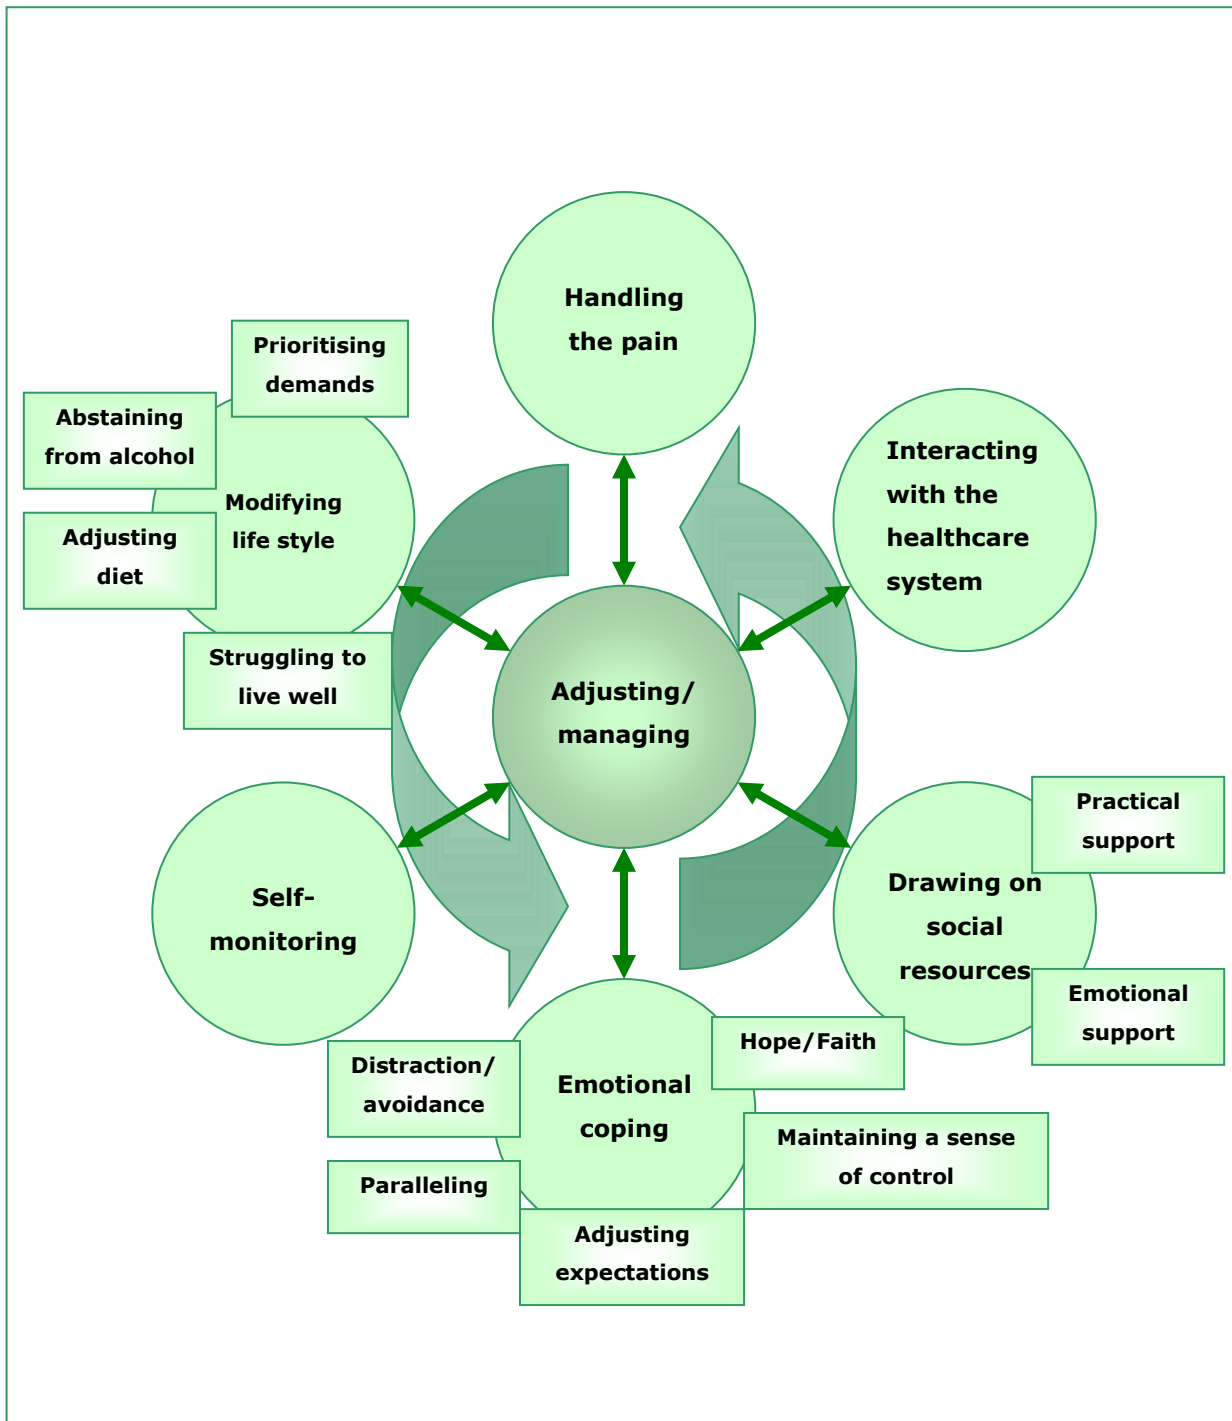 Handling
the pain
Prioritising
demands
Abstaining
from alcohol
Modifying
life style
Adjusting
diet
Struggling to
live well
Interacting
with the
healthcare
system
Adjusting/
managing
Self-
monitoring
Practical
support
Drawing on
social
resources
Emotional
support
Hope/Faith
Distraction/
avoidance
Emotional
coping
Maintaining a sense
of control
Paralleling
Adjusting
expectations